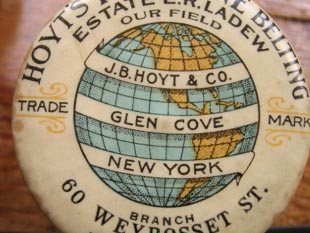 HOYT'S
BELTING
ESTATE E.R. LADEW
OUR FIELD
J.B. HOYT & CO.
TRADE MARK
GLEN COVE
NEW YORK
BRANCH
60 WEYBOSSET ST.